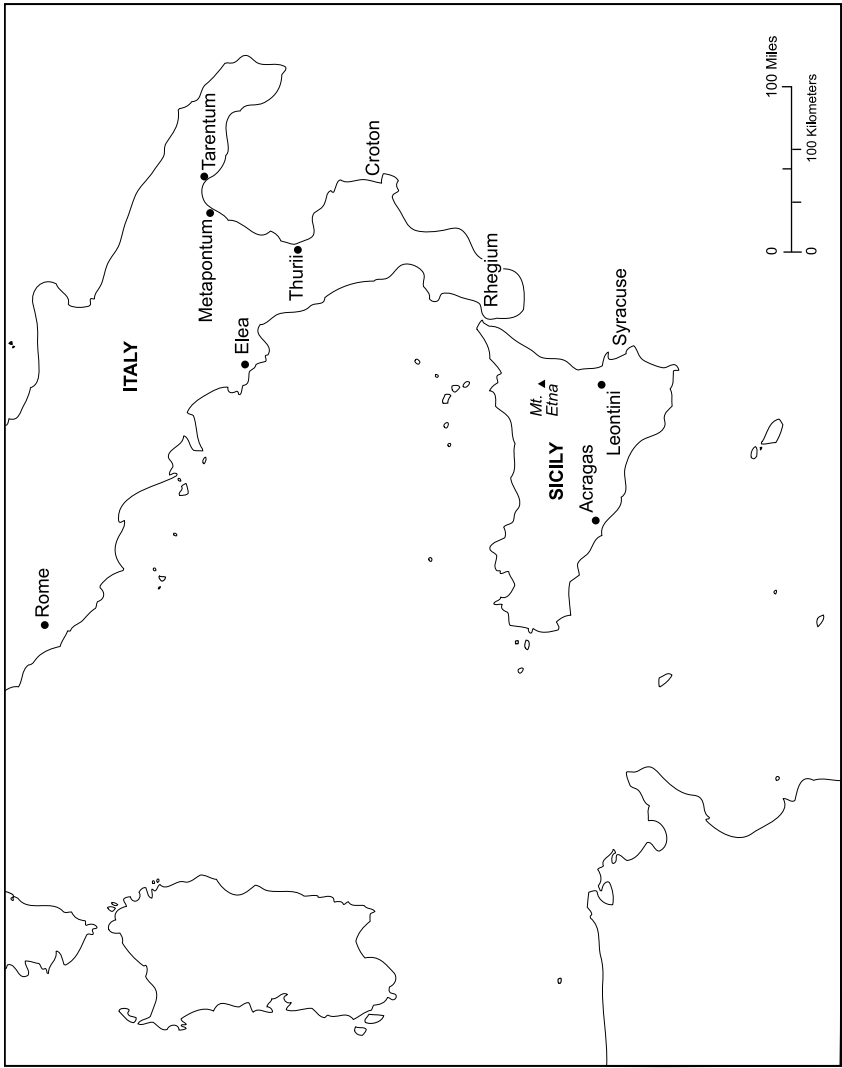 Rome
ITALY
Tarentum
Metapontum
Elea
Thurii
Croton
Rhegium
Mt.
Etna
SICILY
Acragas
Leontini
Syracuse
0 100 Miles
0 100 Kilometers